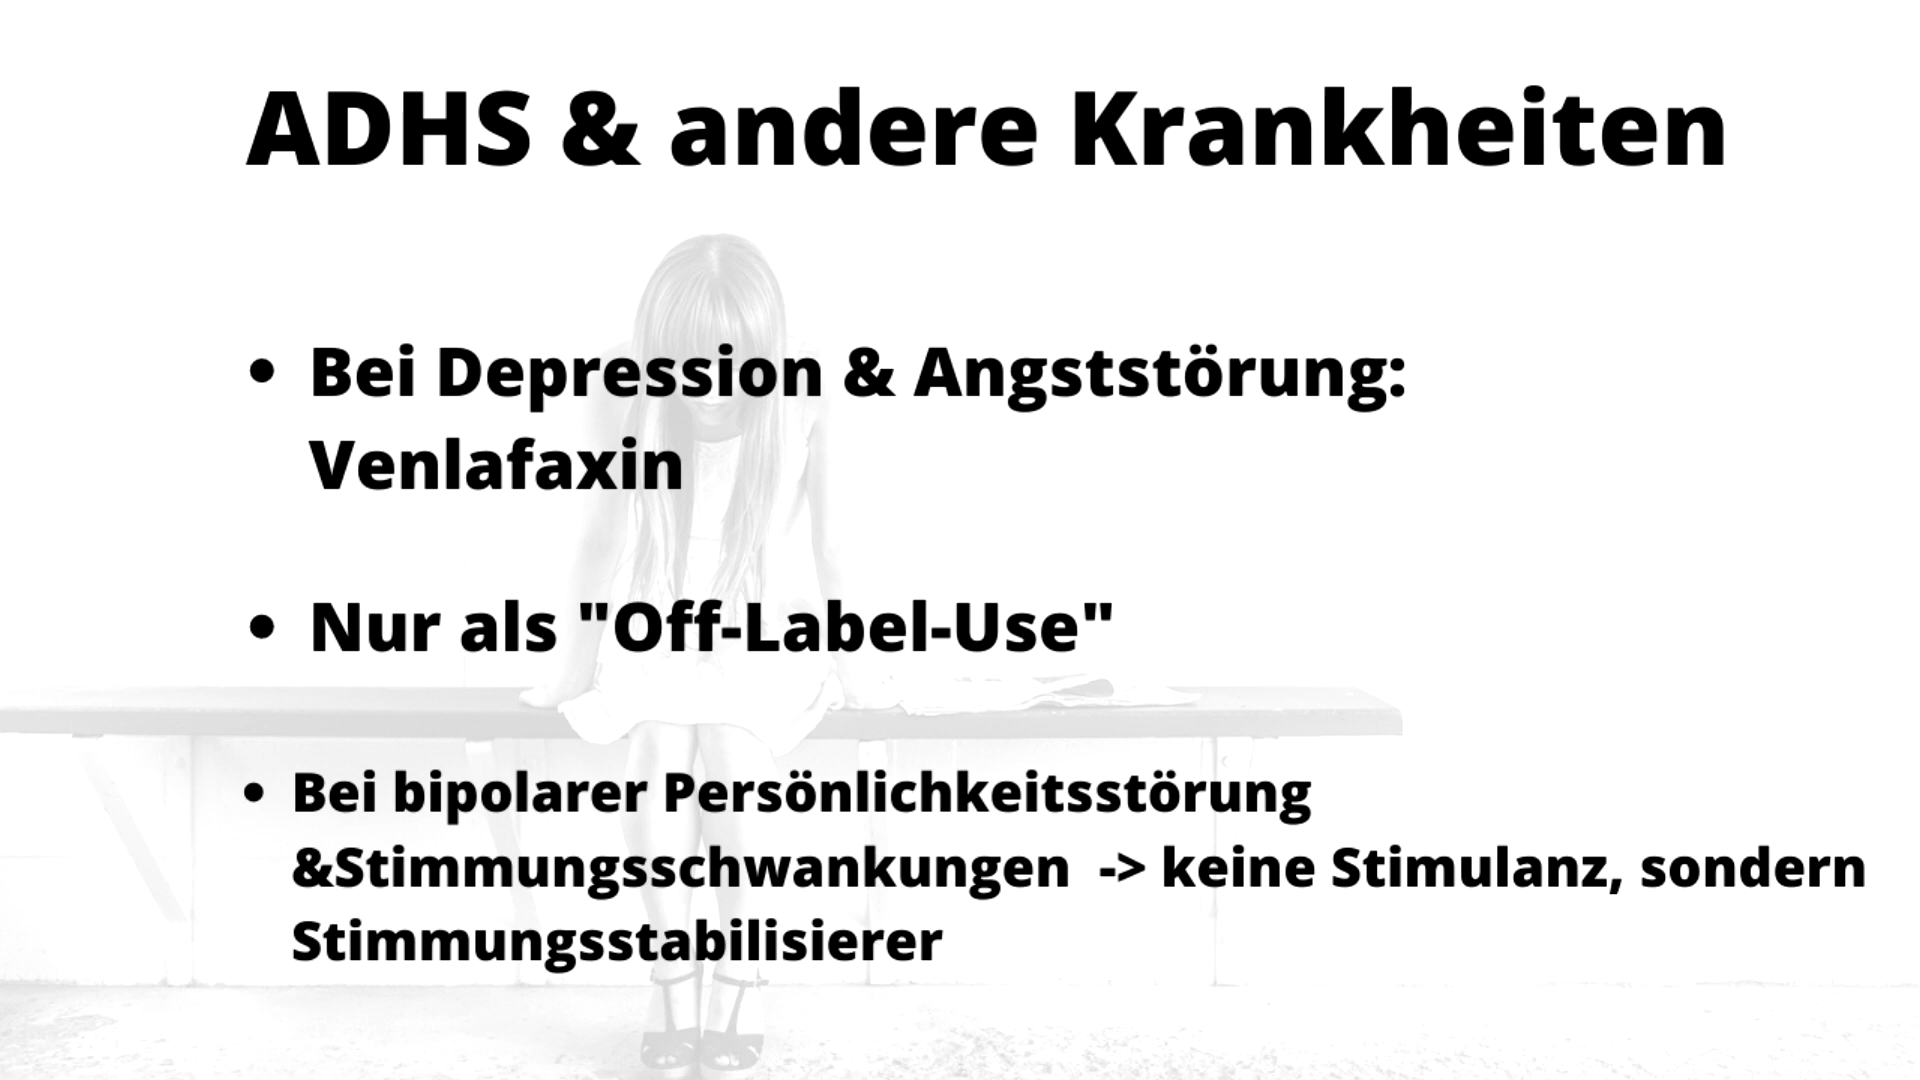 ADHS & andere Krankheiten
• Bei Depression & Angststörung:
Venlafaxin
• Nur als "Off-Label-Use"
• Bei bipolarer Persönlichkeitsstörung
&Stimmungsschwankungen -> keine Stimulanz, sondern
Stimmungsstabilisierer